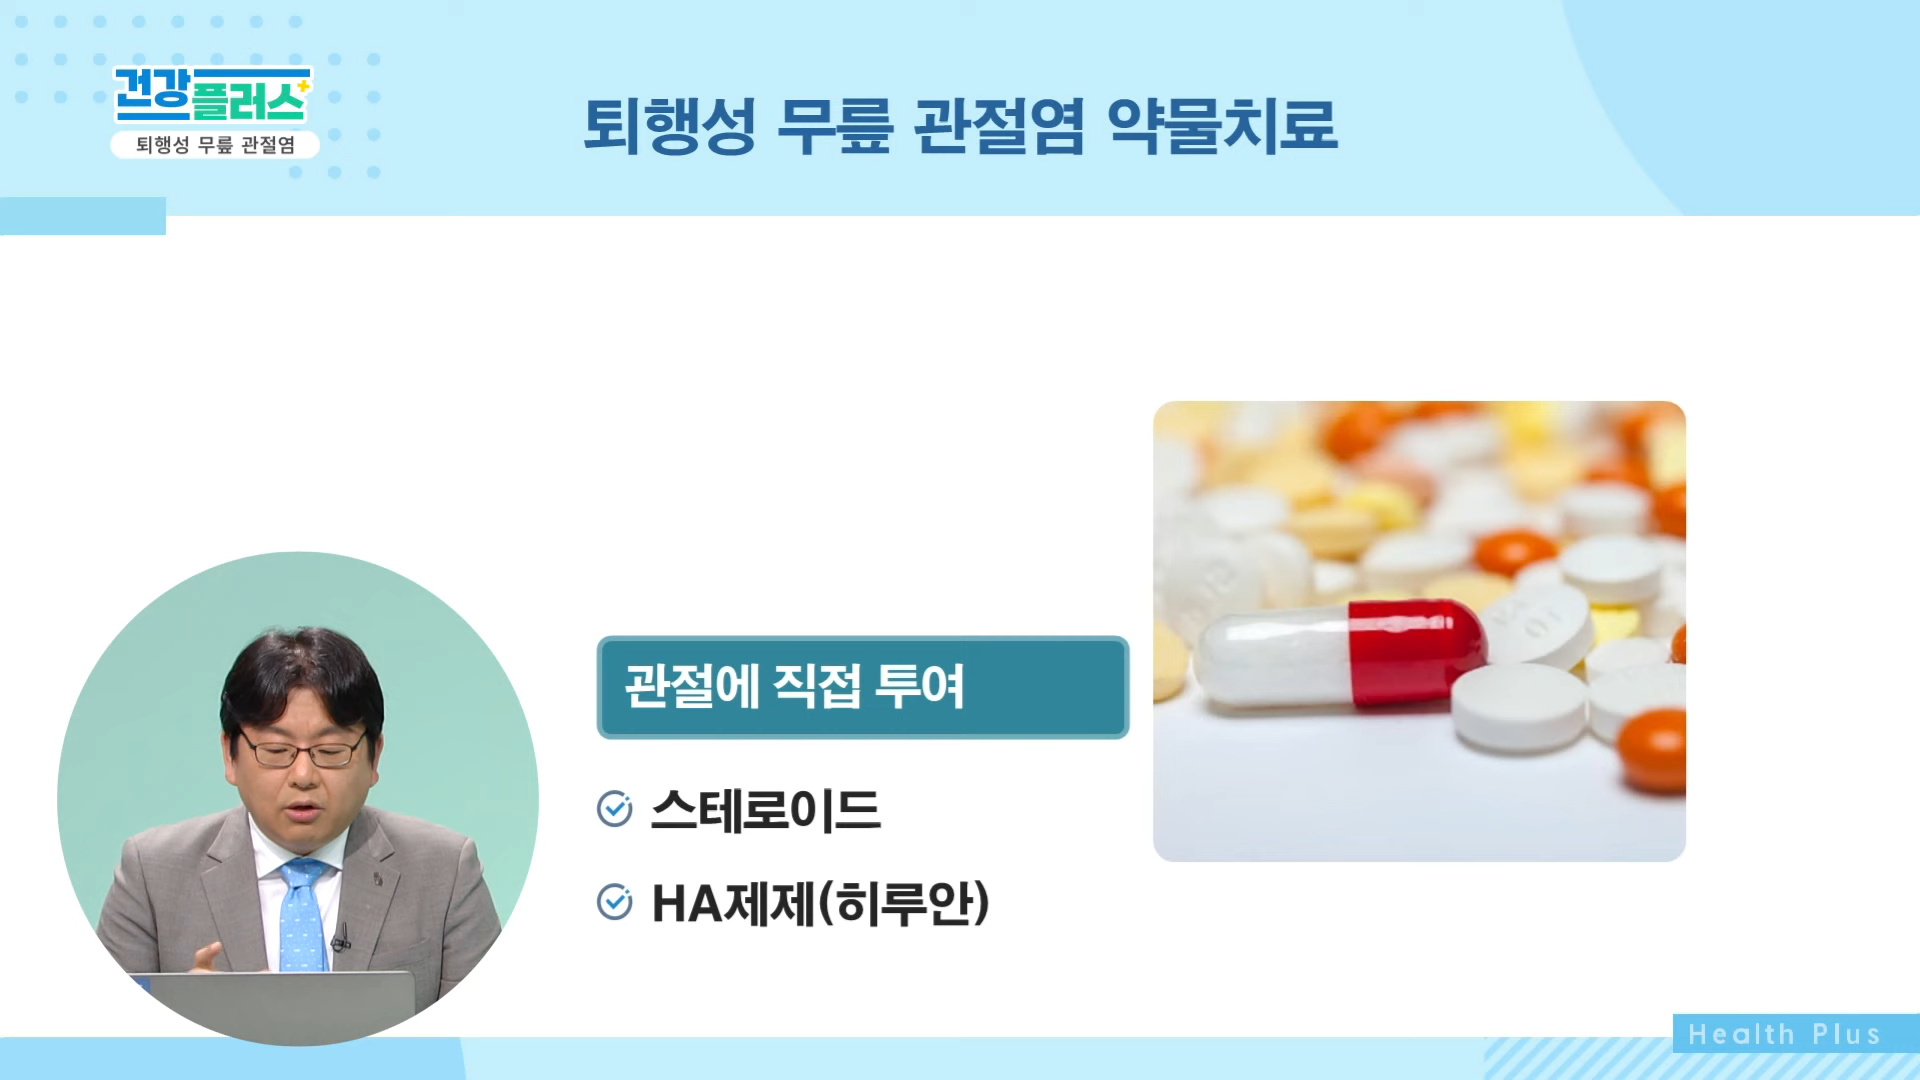 건강플러스
퇴행성 무릎 관절염
퇴행성 무릎 관절염 약물치료
관절에 직접 투여
스테로이드
HA제제(히루안)
Health Plus